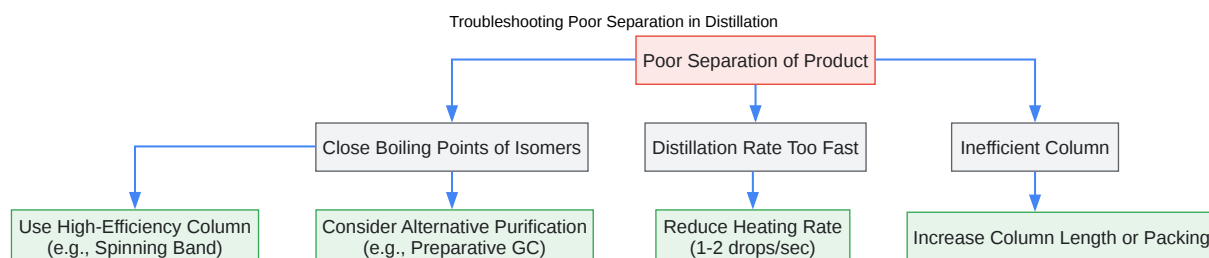 Troubleshooting Poor Separation in Distillation
Poor Separation of Product
Close Boiling Points of Isomers
Distillation Rate Too Fast
Inefficient Column
Use High-Efficiency Column
(e.g., Spinning Band)
Consider Alternative Purification
(e.g., Preparative GC)
Reduce Heating Rate
(1-2 drops/sec)
Increase Column Length or Packing